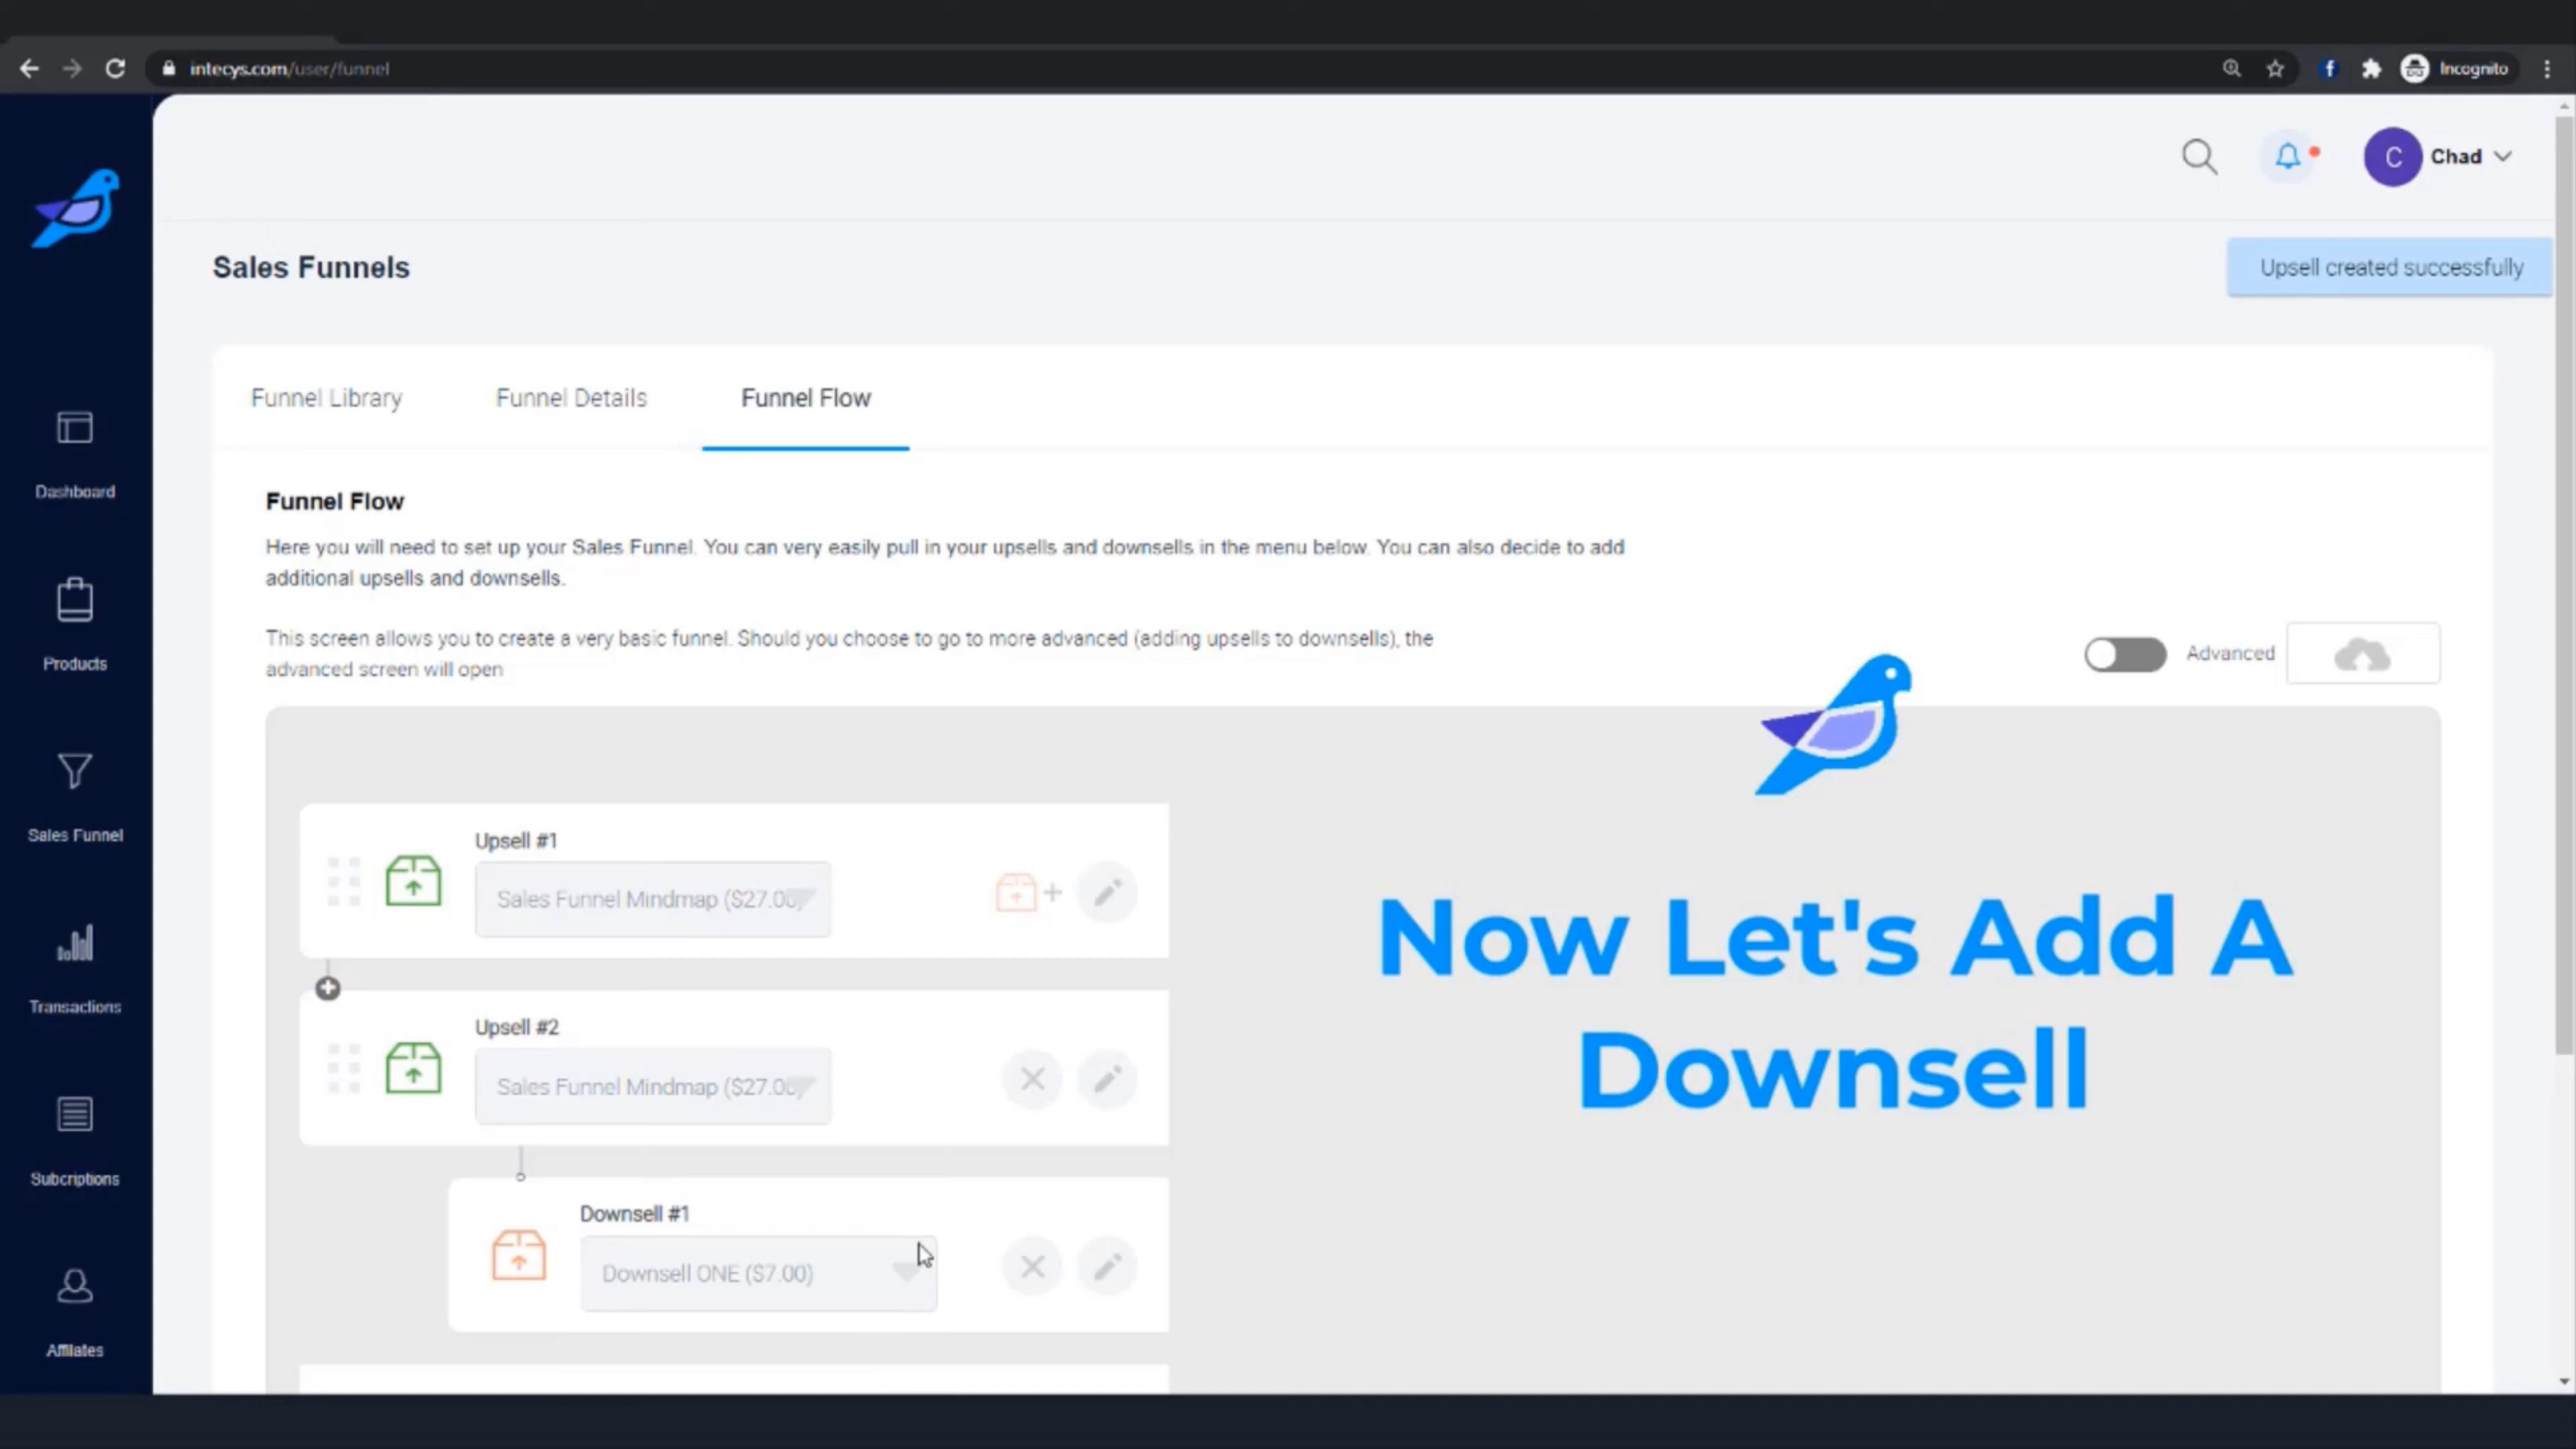 intecys.com/user/funnel
Incognito
C
Chad
Sales Funnels
Upsell created successfully
Funnel Library
Funnel Details
Funnel Flow
Dashboard
Products
Sales Funnel
Transactions
Subcriptions
Affiliates
Funnel Flow
Here you will need to set up your Sales Funnel. You can very easily pull in your upsells and downsells in the menu below. You can also decide to add
additional upsells and downsells.
This screen allows you to create a very basic funnel. Should you choose to go to more advanced (adding upsells to downsells), the
advanced screen will open
Advanced
Upsell #1
Sales Funnel Mindmap ($27.00)
Upsell #2
Sales Funnel Mindmap ($27.00)
Downsell #1
Downsell ONE ($7.00)
Now Let's Add A
Downsell